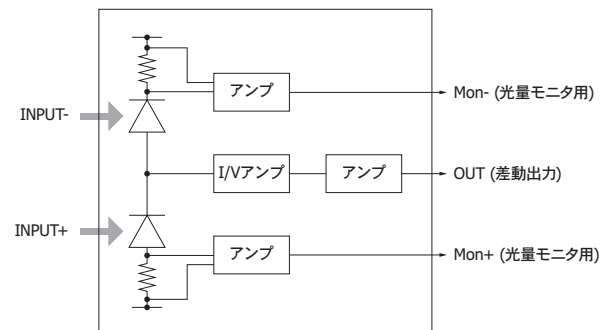 アンプ
Mon- (光量モニタ用)
INPUT-
I/Vアンプ
アンプ
OUT (差動出力)
INPUT+
アンプ
Mon+ (光量モニタ用)